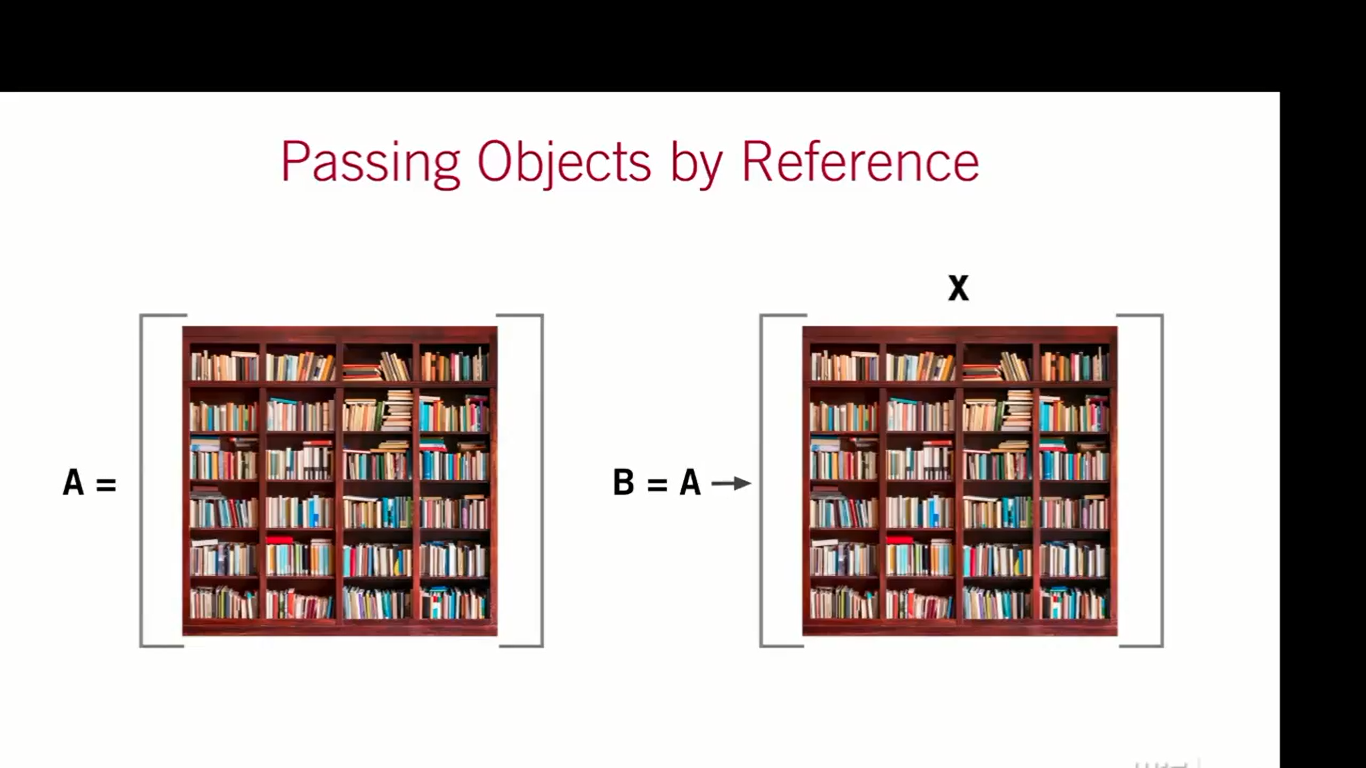 Passing Objects by Reference
X
A =
B = A →